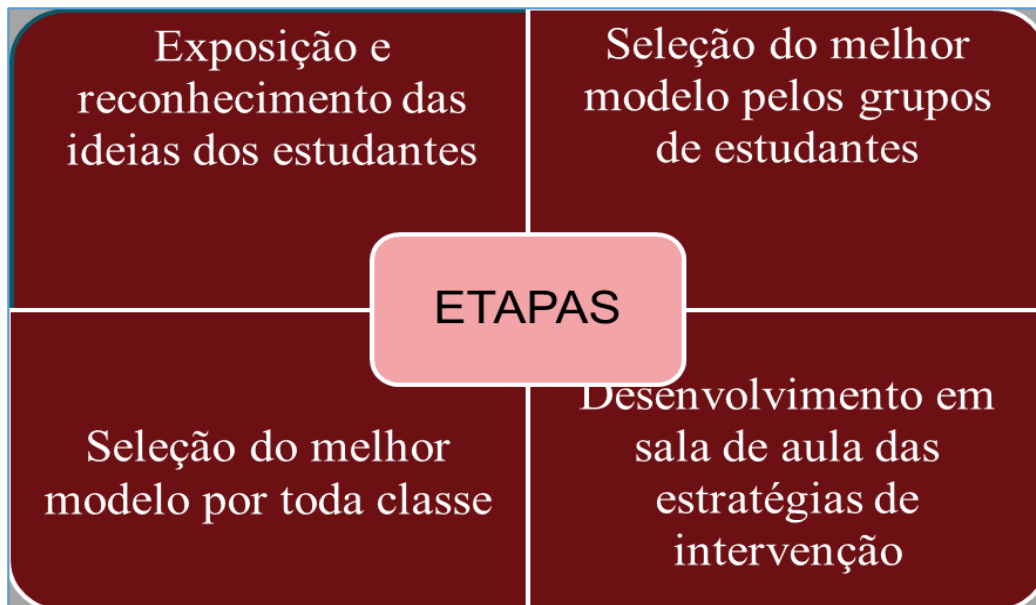 Exposição e
reconhecimento das
ideias dos estudantes
Seleção do melhor
modelo pelos grupos
de estudantes
ETAPAS
Seleção do melhor
modelo por toda classe
Desenvolvimento em
sala de aula das
estratégias de
intervenção